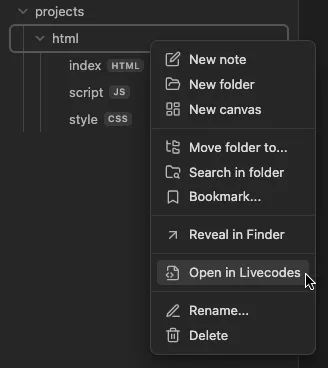 projects
html
index HTML
script JS
style CSS
New note
New folder
New canvas
Move folder to...
Search in folder
Bookmark...
Reveal in Finder
Open in Livecodes
Rename...
Delete